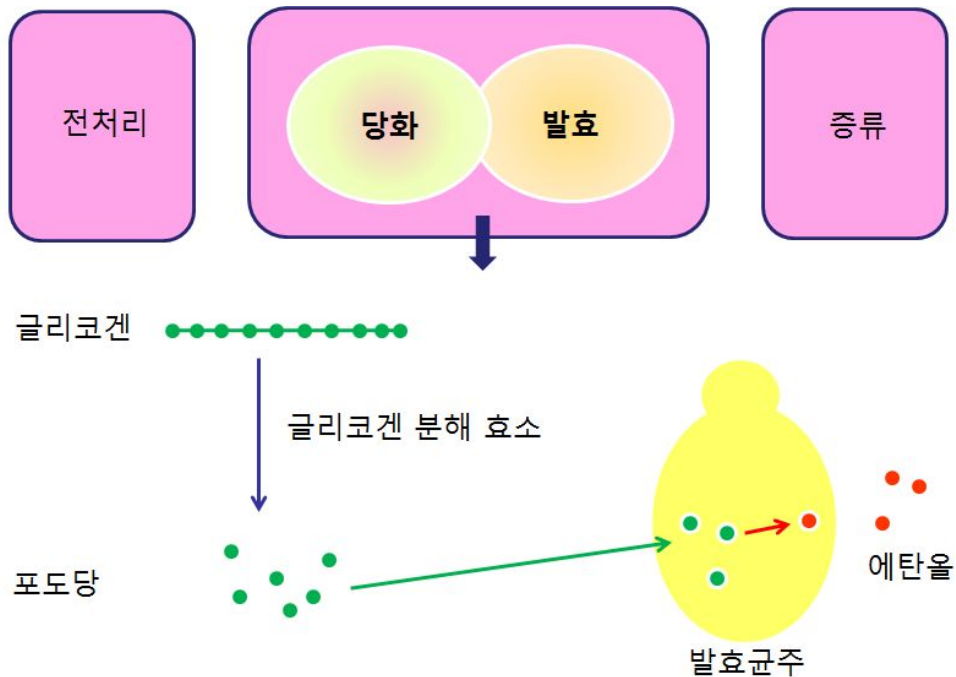 전처리
당화
발효
증류
글리코겐
글리코겐 분해 효소
포도당
에탄올
발효균주